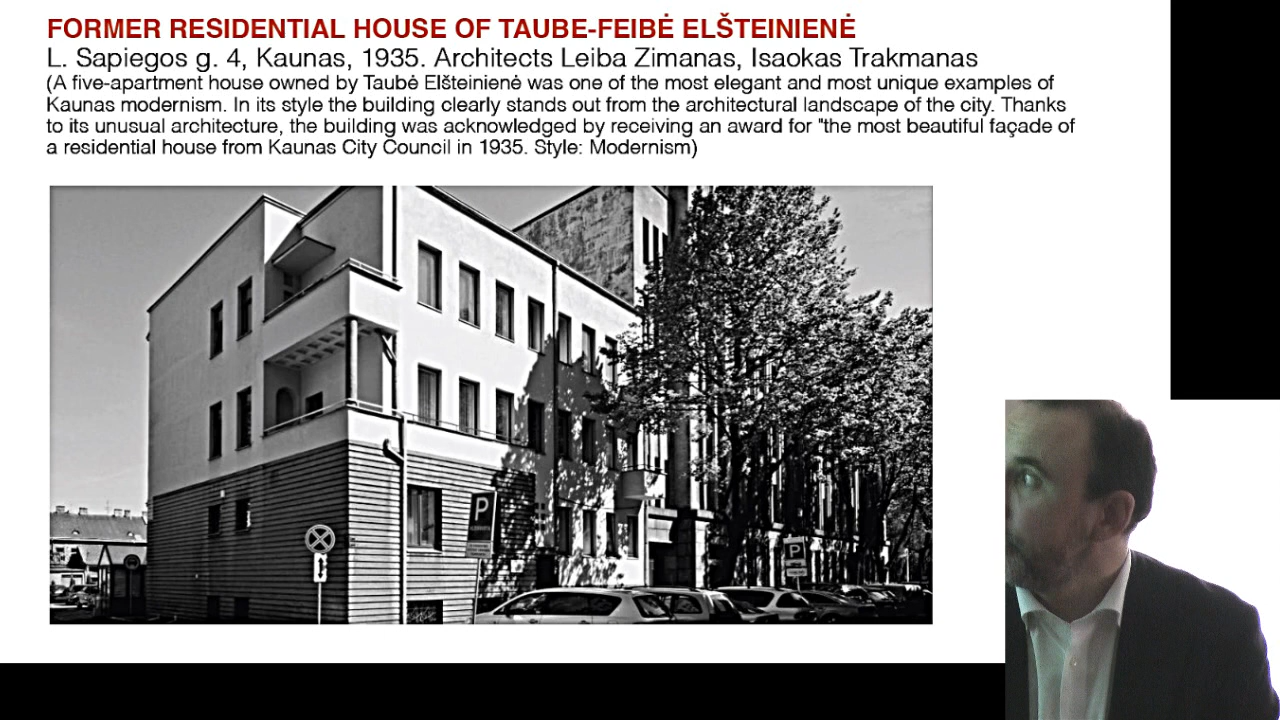 FORMER RESIDENTIAL HOUSE OF TAUBE-FEIBĖ ELŠTEINIENĖ
L. Sapiegos g. 4, Kaunas, 1935. Architects Leiba Zimanas, Isaokas Trakmanas
(A five-apartment house owned by Taubė Elšteinienė was one of the most elegant and most unique examples of
Kaunas modernism. In its style the building clearly stands out from the architectural landscape of the city. Thanks
to its unusual architecture, the building was acknowledged by receiving an award for "the most beautiful façade of
a residential house from Kaunas City Council in 1935. Style: Modernism)
P
P